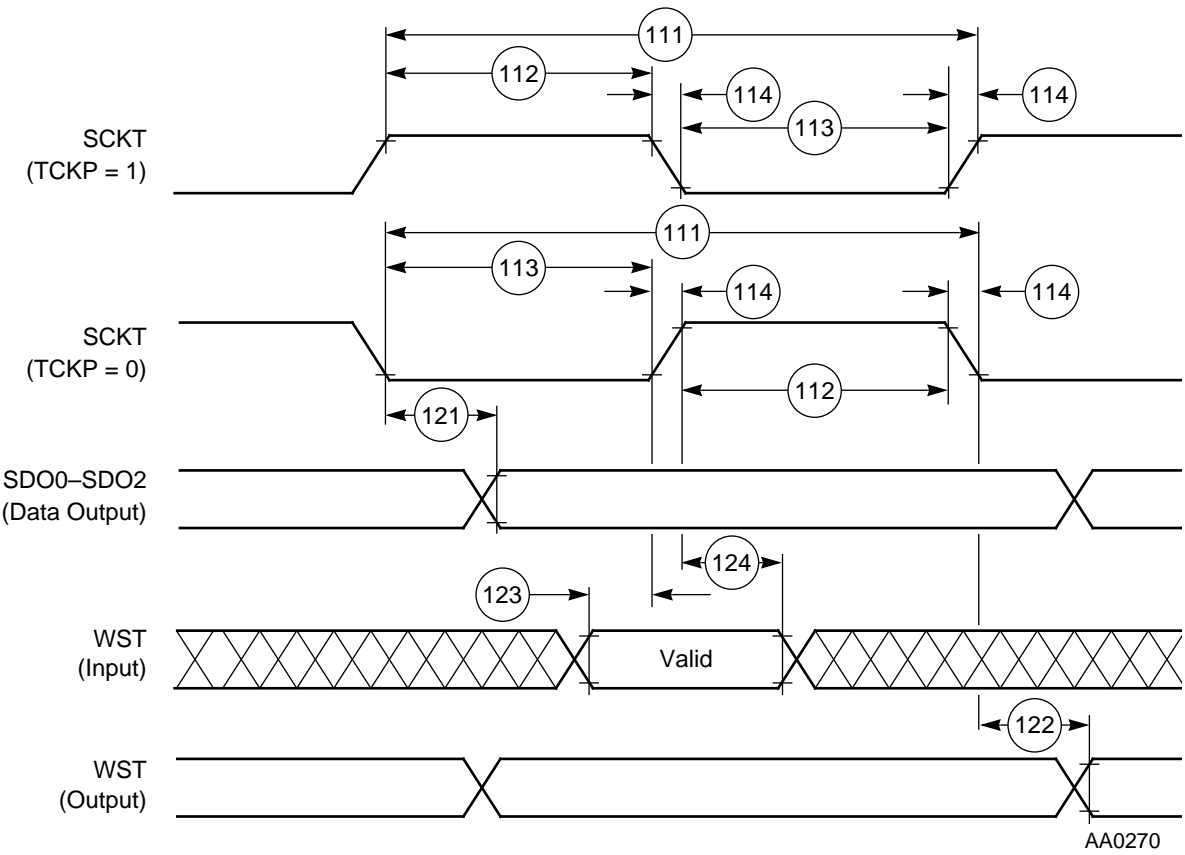 111
112
114
114
113
SCKT
(TCKP = 1)
111
113
114
114
SCKT
(TCKP = 0)
112
121
SDO0–SDO2
(Data Output)
124
123
WST
(Input)
Valid
122
WST
(Output)
AA0270